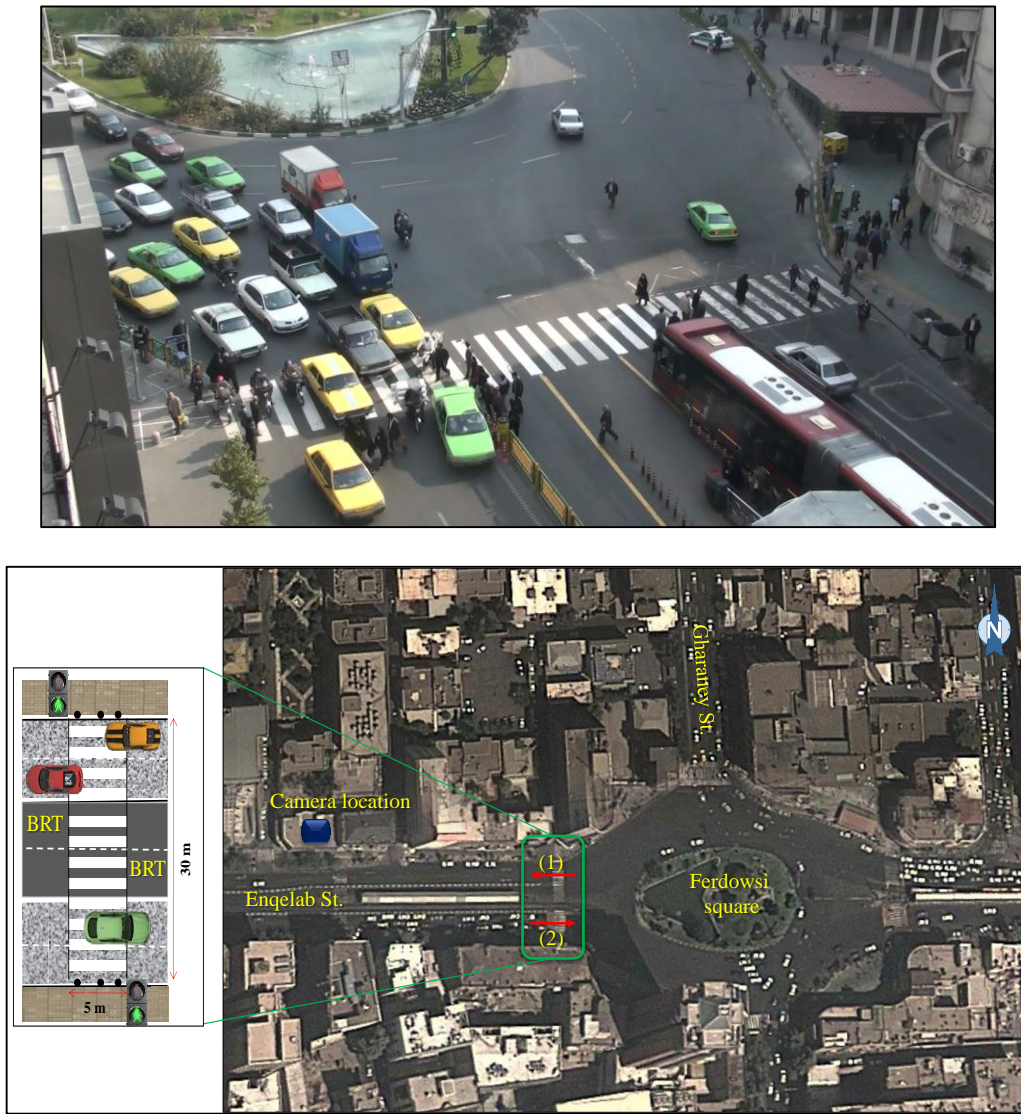 Gharaney St.
N
Camera location
BRT
BRT
30 m
5 m
Enqelab St.
(1)
(2)
Ferdowsi
square